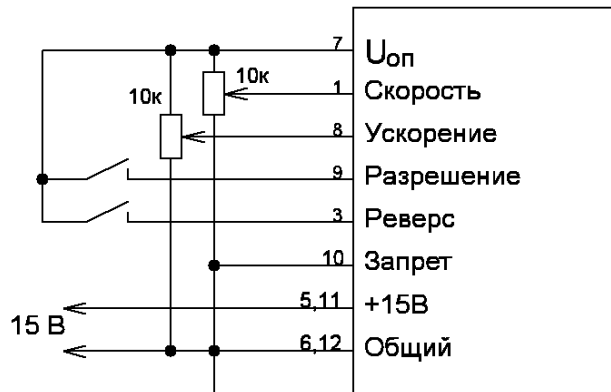 7 Uоп
10к
1 Скорость
10к
8 Ускорение
9 Разрешение
3 Реверс
10 Запрет
5,11 +15В
15 В
6,12 Общий